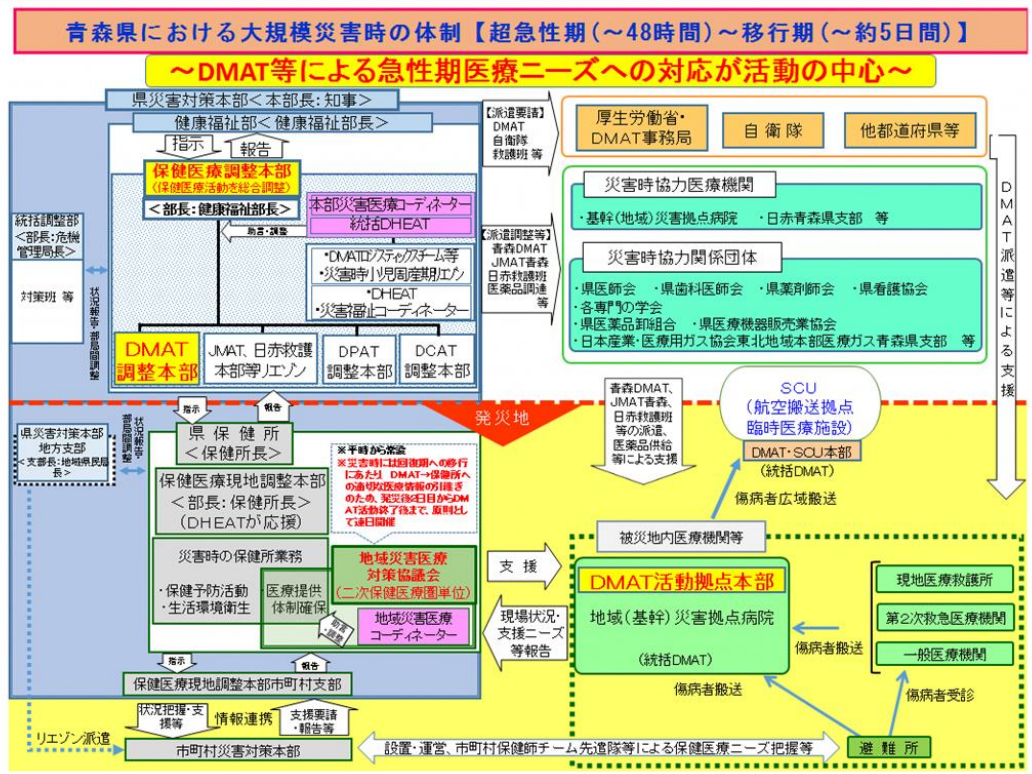 青森県における大規模災害時の体制【超急性期(～48時間)～移行期(～約5日間)】
～DMAT等による急性期医療ニーズへの対応が活動の中心～
県災害対策本部＜本部長：知事＞
健康福祉部＜健康福祉部長＞
指示
報告
保健医療調整本部
(保健医療活動を総合調整)
＜部長：健康福祉部長＞
本部災害医療コーディネーター
統括DHEAT
助言・調整
・DMATロジスティックスチーム等
・災害時小児周産期リエゾン
・DHEAT
・災害福祉コーディネーター
統括調整部
＜部長：危機
管理局長＞
対策班 等
状況報告・部局間調整
DMAT
調整本部
JMAT、日赤救護
本部等リエゾン
DPAT
調整本部
DCAT
調整本部
【派遣要請】
DMAT
自衛隊
救護班 等
厚生労働省・
DMAT事務局
自衛隊
他都道府県等
【派遣調整等】
青森DMAT
JMAT青森
日赤救護班
医薬品調達
等
災害時協力医療機関
・基幹(地域)災害拠点病院　・日赤青森県支部　等
災害時協力関係団体
・県医師会　・県歯科医師会　・県薬剤師会　・県看護協会
・各専門の学会
・県医薬品卸組合　・県医療機器販売業協会
・日本産業・医療用ガス協会東北地域本部医療ガス青森県支部　等
DMAT派遣等による支援
指示
報告
発災地
青森DMAT、
JMAT青森、
日赤救護班
等の派遣、
医薬品供給
等による支援
SCU
(航空搬送拠点
臨時医療施設)
DMAT・SCU本部
(統括DMAT)
傷病者広域搬送
県災害対策本部
地方支部
＜支部長：地域県民局
長＞
状況報告・
部局間調整
県保健所
＜保健所長＞
保健医療現地調整本部
＜部長：保健所長＞
(DHEATが応援)
※平時から常設
※災害時には回復期への移行
にあたり、DMAT→保健所へ
の適切な医療情報の引継ぎ
のため、発災後2日目からDM
AT活動終了後まで、原則とし
て連日開催
災害時の保健所業務
・保健予防活動
・生活環境衛生
医療提供
体制確保
地域災害医療
対策協議会
(二次保健医療圏単位)
地域災害医療
コーディネーター
助言・調整
支援
現場状況・
支援ニーズ
等報告
被災地内医療機関等
DMAT活動拠点本部
地域(基幹)災害拠点病院
(統括DMAT)
現地医療救護所
第2次救急医療機関
一般医療機関
傷病者搬送
傷病者搬送
傷病者受診
指示
報告
保健医療現地調整本部市町村支部
状況把握・支
援等
情報連携
支援要請
・報告等
リエゾン派遣
市町村災害対策本部
設置・運営、市町村保健師チーム先遣隊等による保健医療ニーズ把握等
避難所